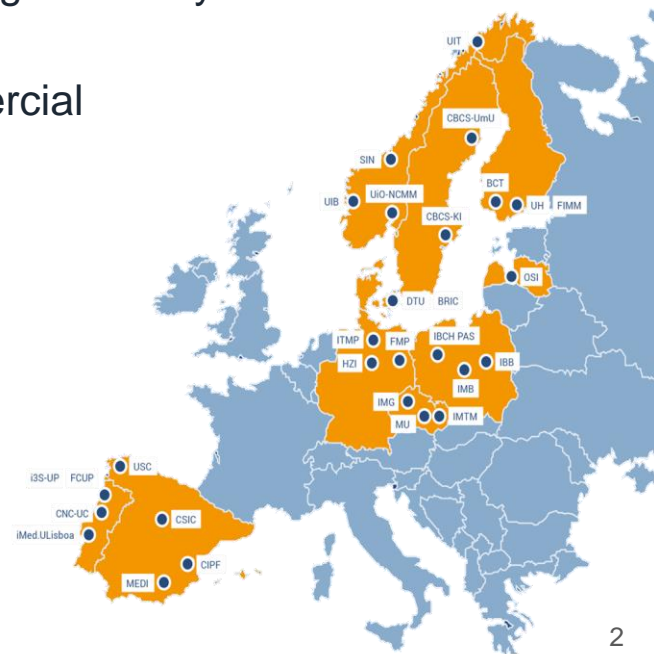 g
y
ercial
UIT
CBCS-UmU
SIN
BCT
UiO-NCMM
UIB
UH FIMM
CBCS-KI
OSI
DTU BRIC
ITMP FMP
IBCH PAS
HZI
IBB
IMB
IMG
MU
IMTM
USC
i3S-UP FCUP
CNC-UC
CSIC
iMed.ULisboa
CIPF
MEDI
2